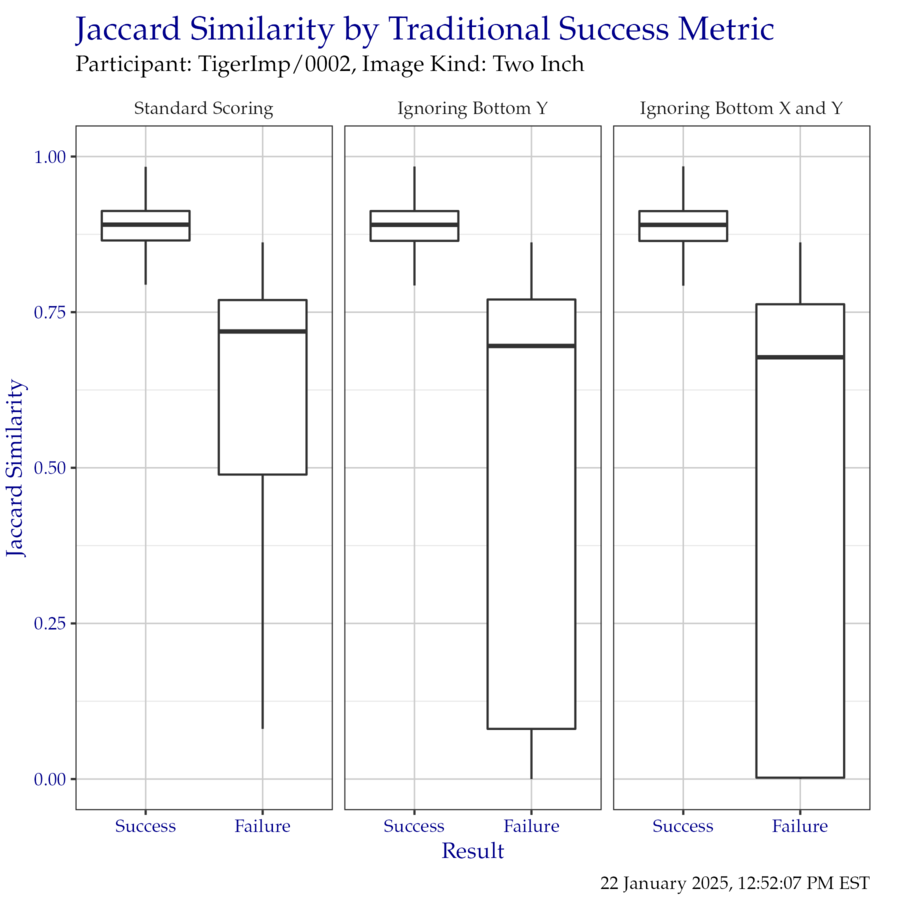 Jaccard Similarity by Traditional Success Metric
Participant: TigerImp/0002, Image Kind: Two Inch
Standard Scoring
Ignoring Bottom Y
Ignoring Bottom X and Y
1.00
0.75
0.50
0.25
0.00
Jaccard Similarity
Success
Failure
Success
Failure
Success
Failure
Result
22 January 2025, 12:52:07 PM EST